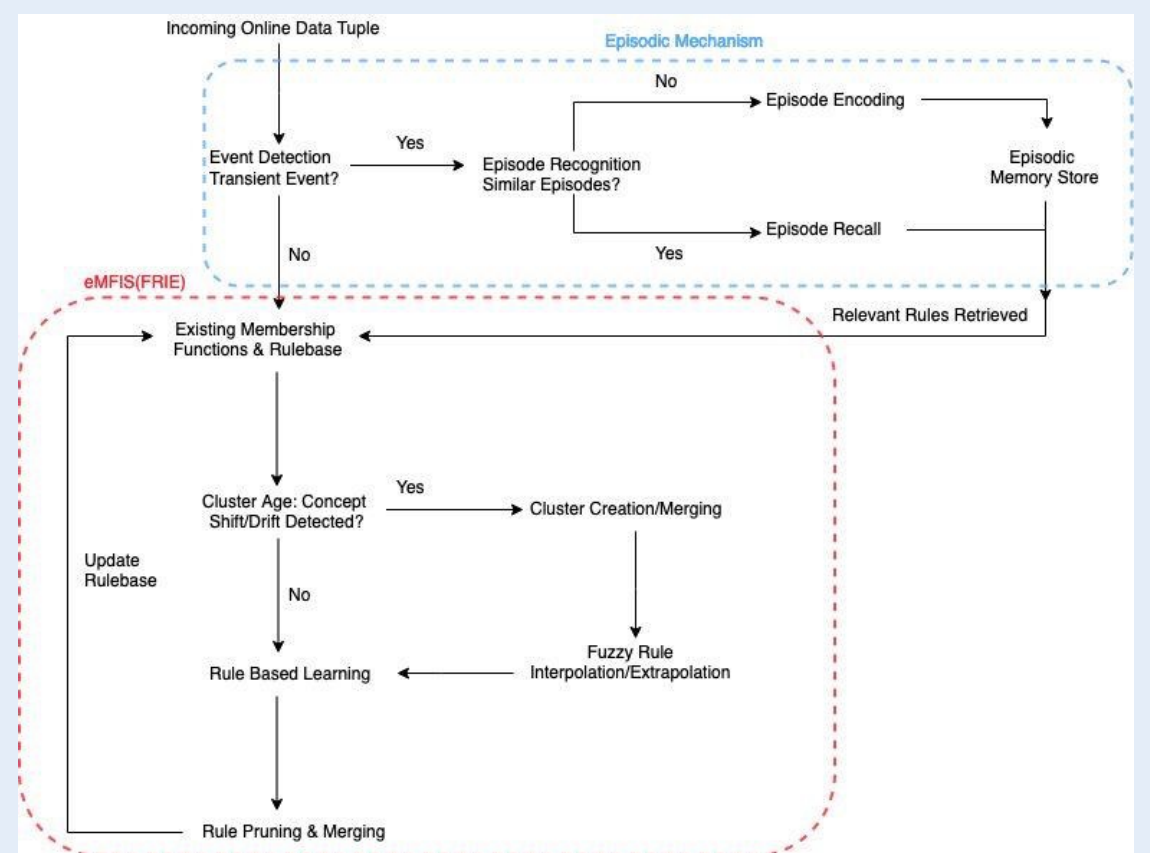 Incoming Online Data Tuple
Episodic Mechanism
No
Episode Encoding
Event Detection
Transient Event?
Yes
Episode Recognition
Similar Episodes?
Episodic
Memory Store
Episode Recall
Yes
No
eMFIS(FRIE)
Relevant Rules Retrieved
Existing Membership
Functions & Rulebase
Cluster Age: Concept
Shift/Drift Detected?
Yes
Cluster Creation/Merging
Update
Rulebase
No
Fuzzy Rule
Interpolation/Extrapolation
Rule Based Learning
Rule Pruning & Merging